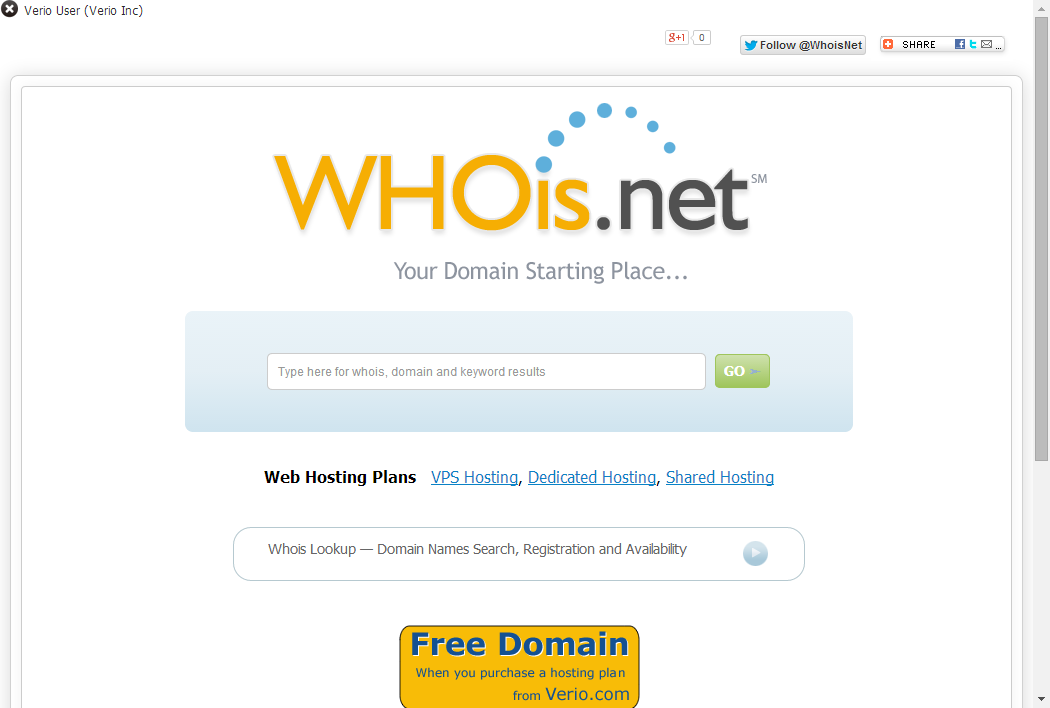 Verio User (Verio Inc)
g+1 0
Follow @WhoisNet
SHARE ...
WHOis.net SM
Your Domain Starting Place...
Type here for whois, domain and keyword results
GO
Web Hosting Plans VPS Hosting, Dedicated Hosting, Shared Hosting
Whois Lookup — Domain Names Search, Registration and Availability
Free Domain
When you purchase a hosting plan
from Verio.com